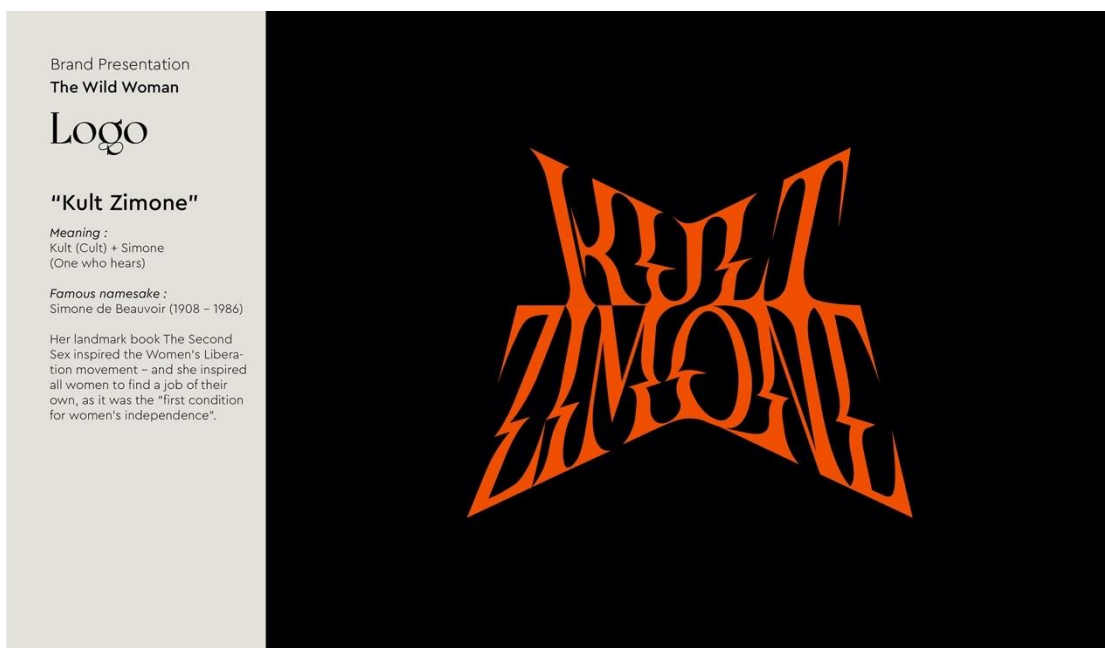 Brand Presentation
The Wild Woman
Logo
“Kult Zimone”
Meaning :
Kult (Cult) + Simone
(One who hears)
Famous namesake :
Simone de Beauvoir (1908 – 1986)
Her landmark book The Second
Sex inspired the Women’s Libera-
tion movement – and she inspired
all women to find a job of their
own, as it was the “first condition
for women’s independence”.
KULT
ZIMONE